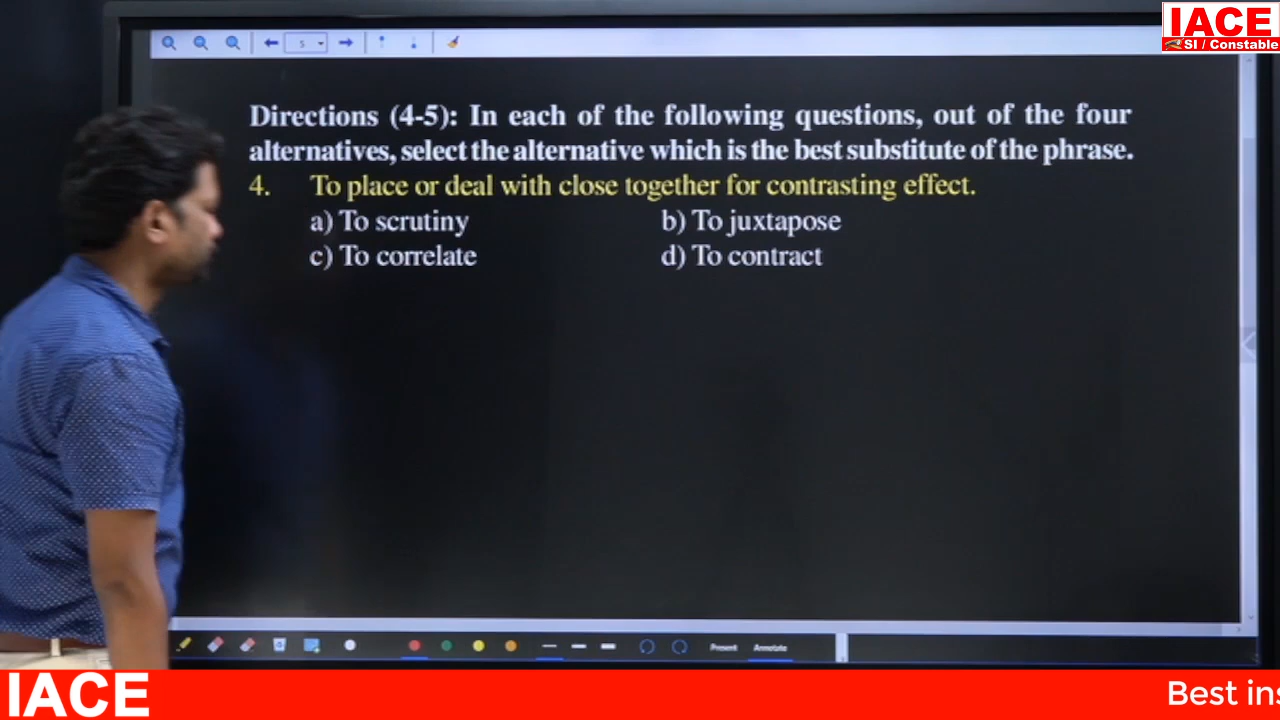 IACE
SI / Constable
5
Directions (4-5): In each of the following questions, out of the four
alternatives, select the alternative which is the best substitute of the phrase.
4. To place or deal with close together for contrasting effect.
a) To scrutiny b) To juxtapose
c) To correlate d) To contract
Present Annotate
IACE
Best ins